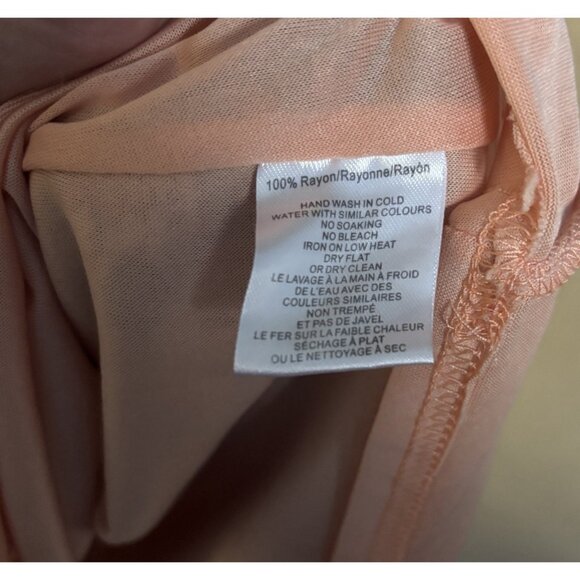 100% Rayon/Rayonne/Rayòn
HAND WASH IN COLD
WATER WITH SIMILAR COLOURS
NO SOAKING
NO BLEACH
IRON ON LOW HEAT
DRY FLAT
OR DRY CLEAN
LE LAVAGE À LA MAIN À FROID
DE L'EAU AVEC DES
COULEURS SIMILAIRES
NON TREMPÉ
ET PAS DE JAVEL
LE FER SUR LA FAIBLE CHALEUR
SÉCHAGE À PLAT
OU LE NETTOYAGE À SEC